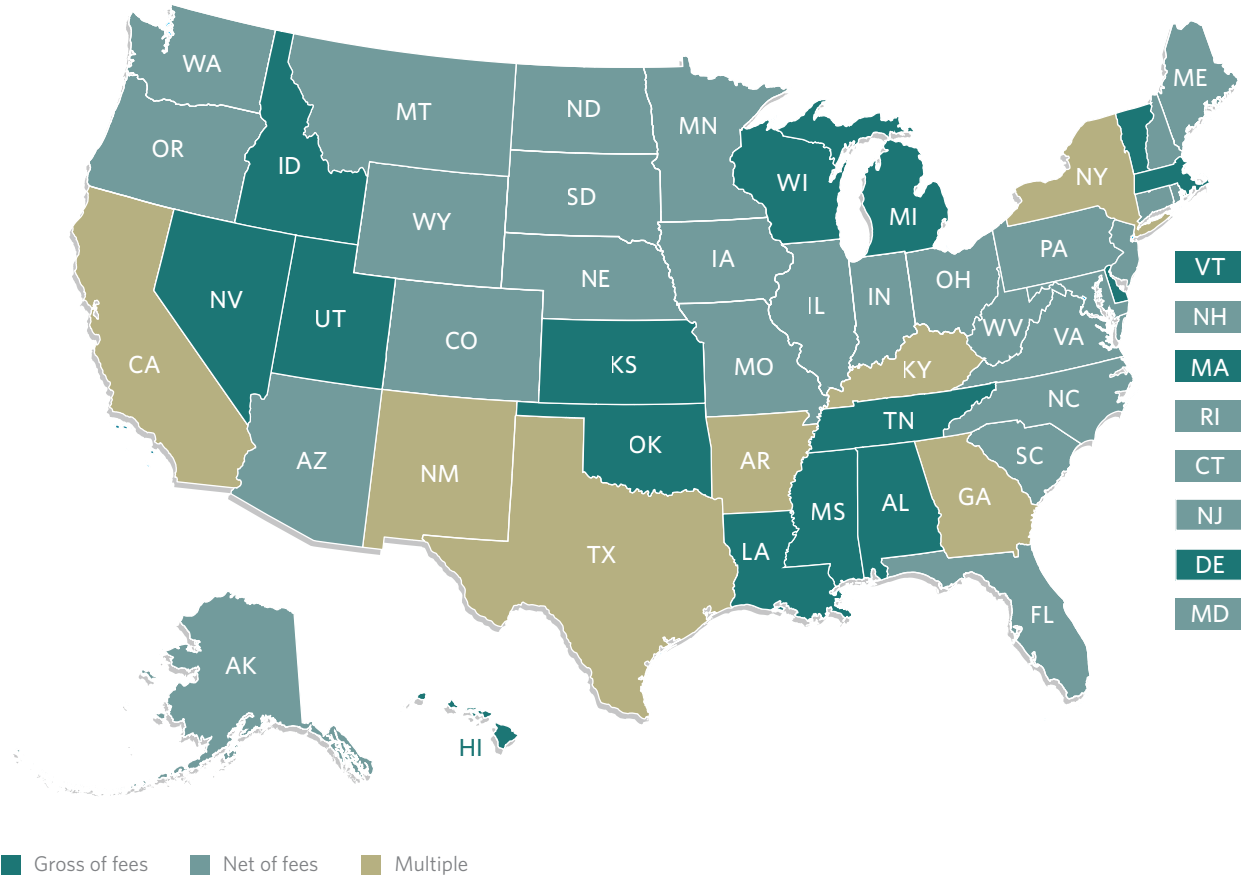 WA
MT
ND
MN
ME
OR
ID
SD
WI
NY
WY
MI
IA
PA
NE
NV
UT
CO
IL
IN
OH
WV
VA
VT
NH
CA
KS
MO
KY
MA
AZ
NM
OK
AR
TN
NC
RI
SC
CT
TX
LA
MS
AL
GA
NJ
DE
FL
MD
AK
HI
Gross of fees
Net of fees
Multiple